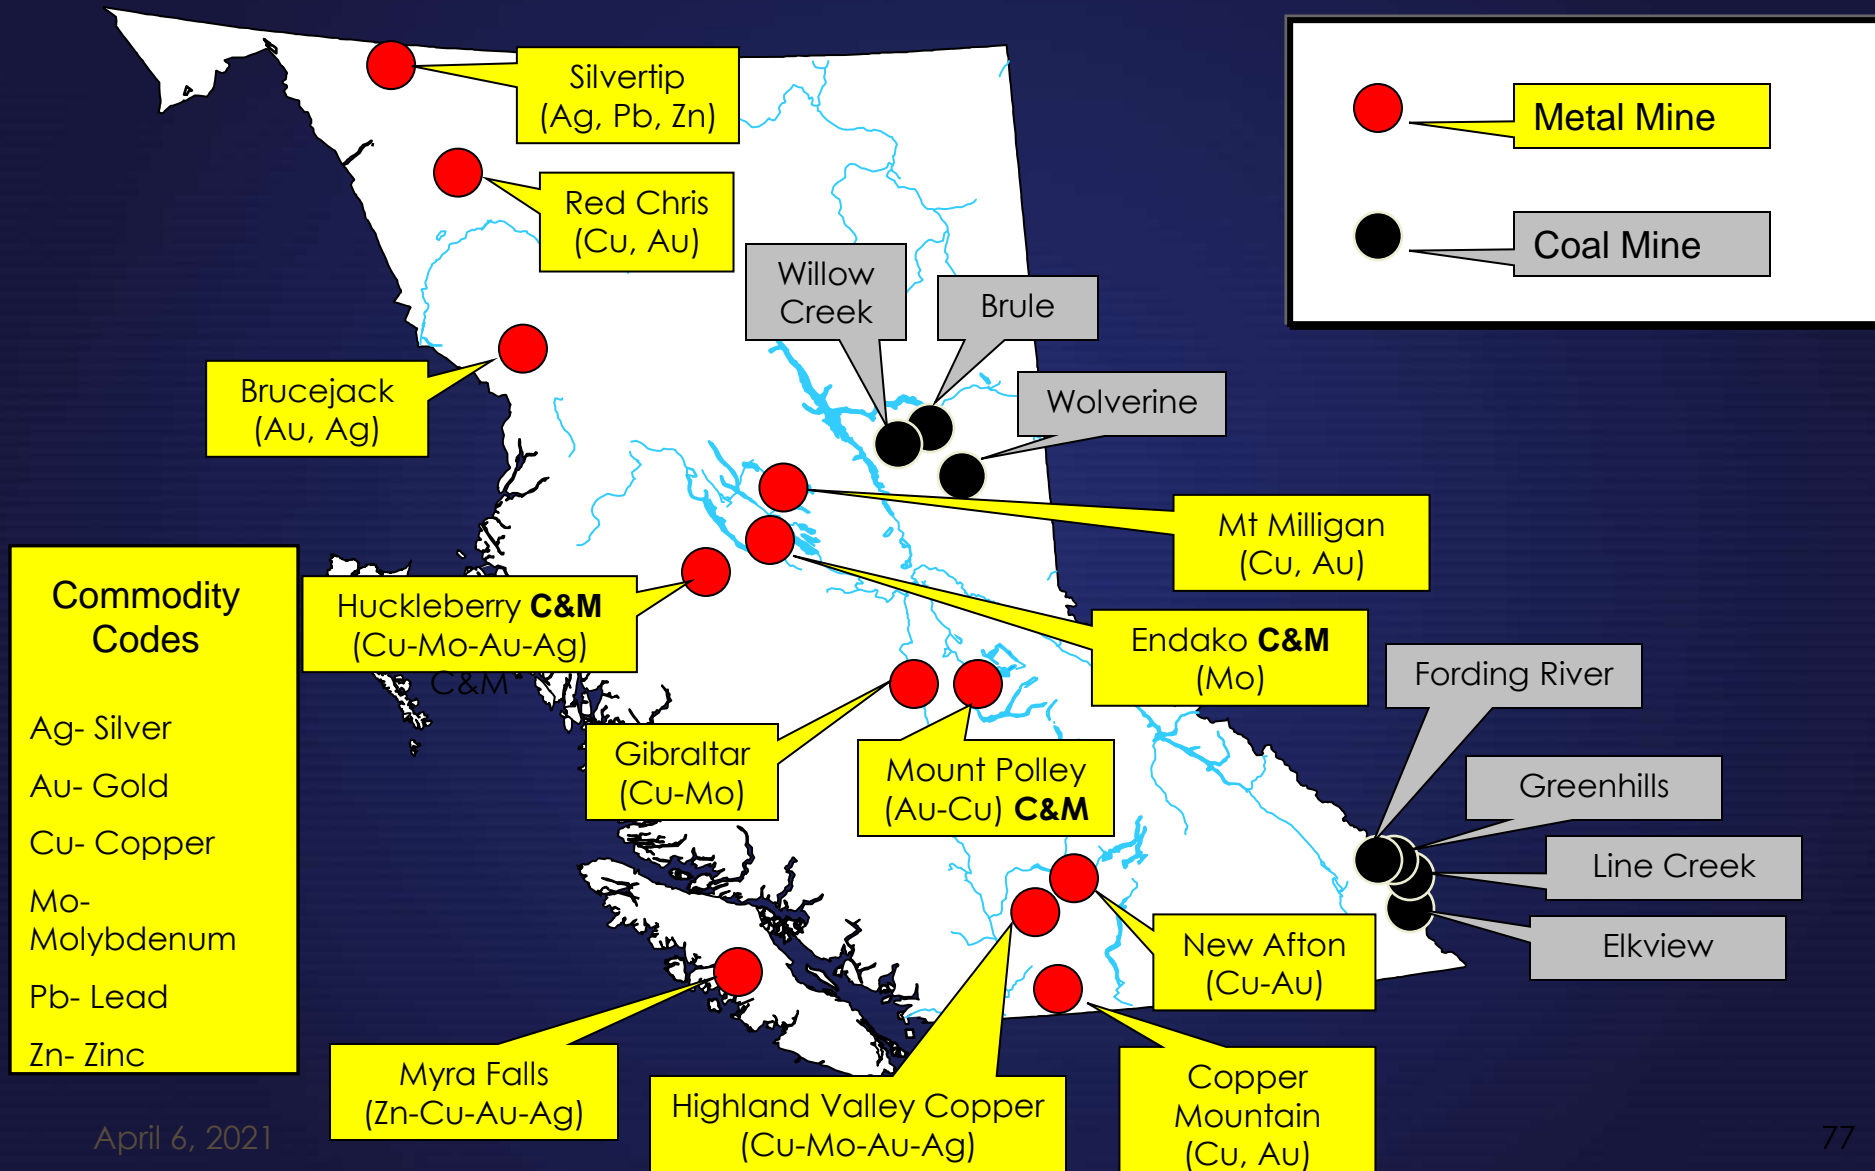 Silvertip
(Ag, Pb, Zn)
Metal Mine
Red Chris
(Cu, Au)
Coal Mine
Willow
Creek
Brule
Brucejack
(Au, Ag)
Wolverine
Mt Milligan
(Cu, Au)
Commodity
Codes
Ag- Silver
Au- Gold
Cu- Copper
Mo-
Molybdenum
Pb- Lead
Zn- Zinc
Huckleberry C&M
(Cu-Mo-Au-Ag)
C&M
Endako C&M
(Mo)
Fording River
Gibraltar
(Cu-Mo)
Mount Polley
(Au-Cu) C&M
Greenhills
Line Creek
Elkview
New Afton
(Cu-Au)
Myra Falls
(Zn-Cu-Au-Ag)
Highland Valley Copper
(Cu-Mo-Au-Ag)
Copper
Mountain
(Cu, Au)
April 6, 2021
77